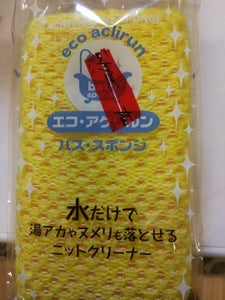 eco aclirun
エコ・アクリルン
バス・スポンジ
水だけで
湯アカやヌメリも落とせる
ニットクリーナー